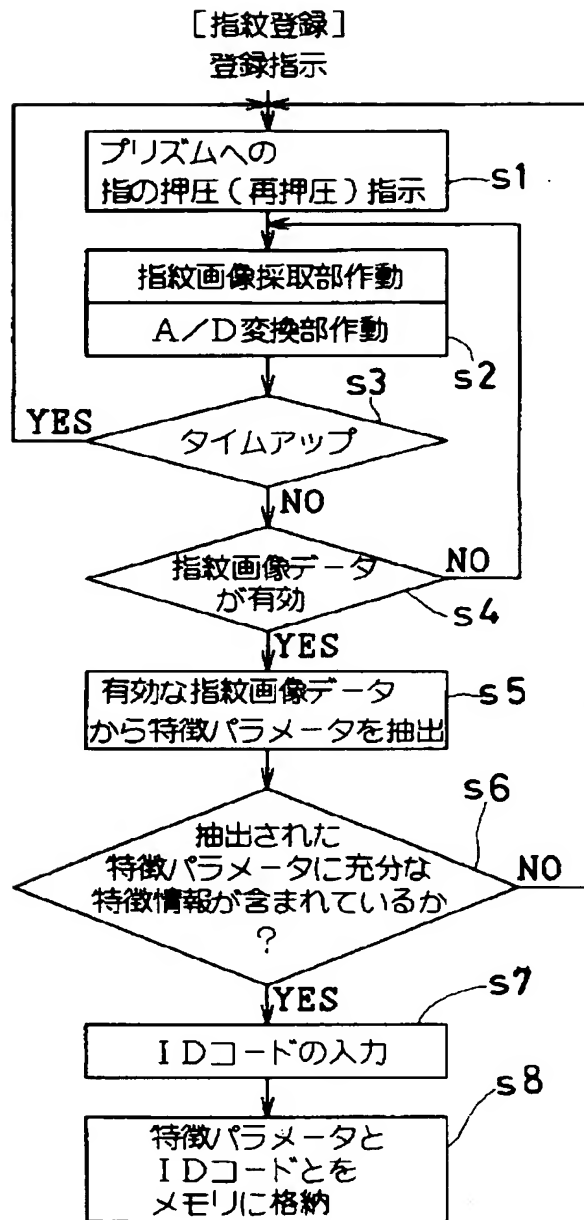 ［指紋登録］
登録指示
プリズムへの
指の押圧（再押圧）指示
s1
指紋画像採取部作動
A／D変換部作動
s2
s3
YES
タイムアップ
NO
指紋画像データ
が有効
NO
s4
YES
有効な指紋画像データ
から特徴パラメータを抽出
s5
s6
抽出された
特徴パラメータに充分な
特徴情報が含まれているか
？
NO
YES
s7
IDコードの入力
s8
特徴パラメータと
IDコードとを
メモリに格納